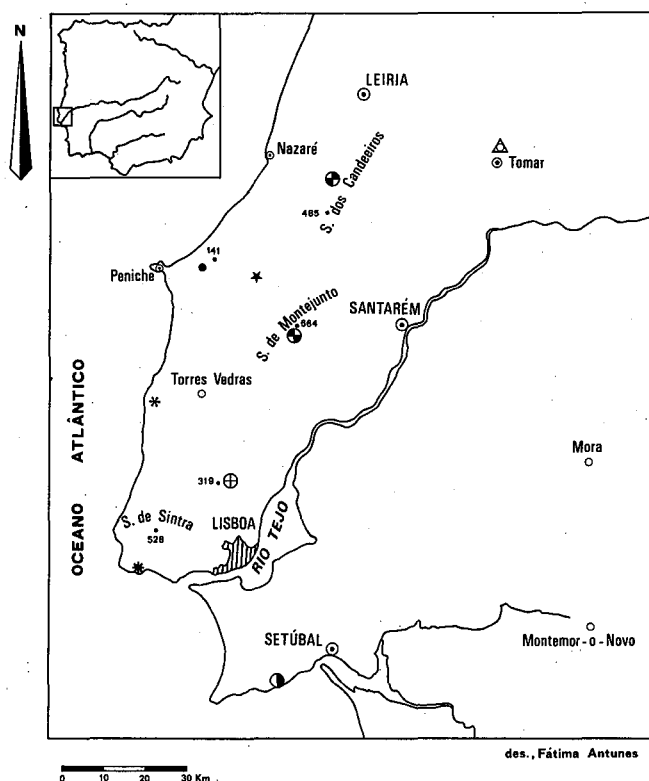 N
LEIRIA
Nazaré
Tomar
S. dos Candeeiros
485
141
Peniche
S. de Montejunto
664
SANTARÉM
Torres Vedras
OCEANO ATLÂNTICO
Mora
319
S. de Sintra
528
LISBOA
RIO TEJO
SETÚBAL
Montemor-o-Novo
des., Fátima Antunes
0 10 20 30 Km